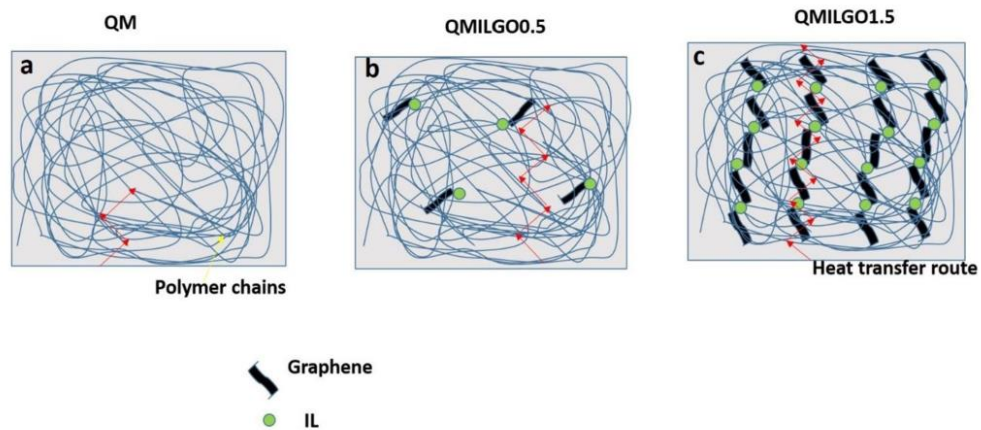 QM
QMILGO0.5
QMILGO1.5
a
b
c
Polymer chains
Heat transfer route
Graphene
IL